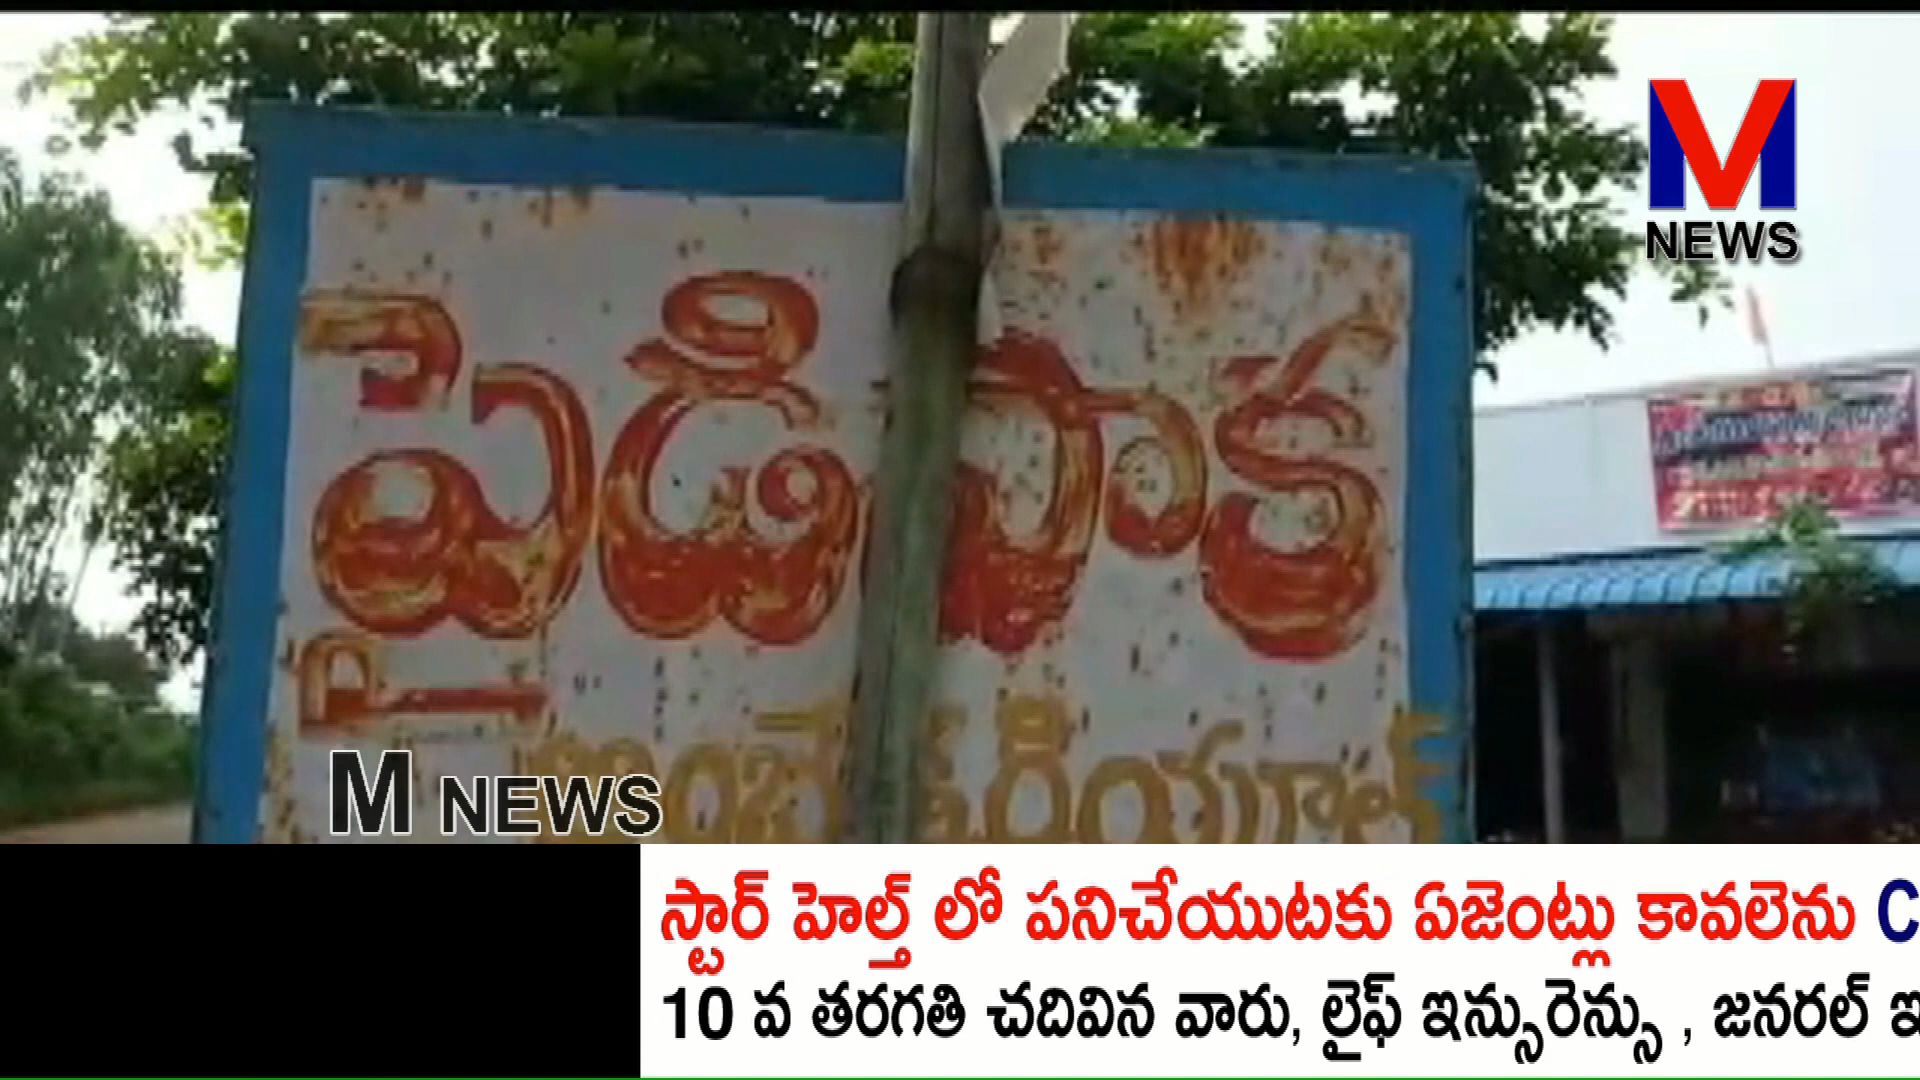 M
NEWS
పైడిపాక
M NEWS
స్టార్ హెల్త్ లో పనిచేయుటకు ఏజెంట్లు కావలెను C
10 వ తరగతి చదివిన వారు, లైఫ్ ఇన్సురెన్సు , జనరల్ ఇ